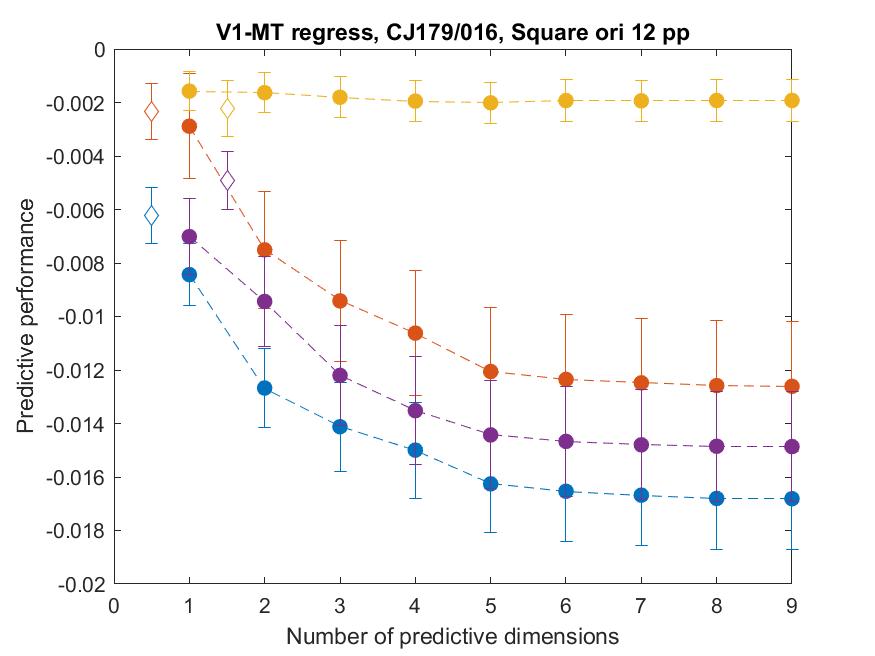 V1-MT regress, CJ179/016, Square ori 12 pp
0
-0.002
-0.004
-0.006
-0.008
-0.01
-0.012
-0.014
-0.016
-0.018
-0.02
Predictive performance
0 1 2 3 4 5 6 7 8 9
Number of predictive dimensions